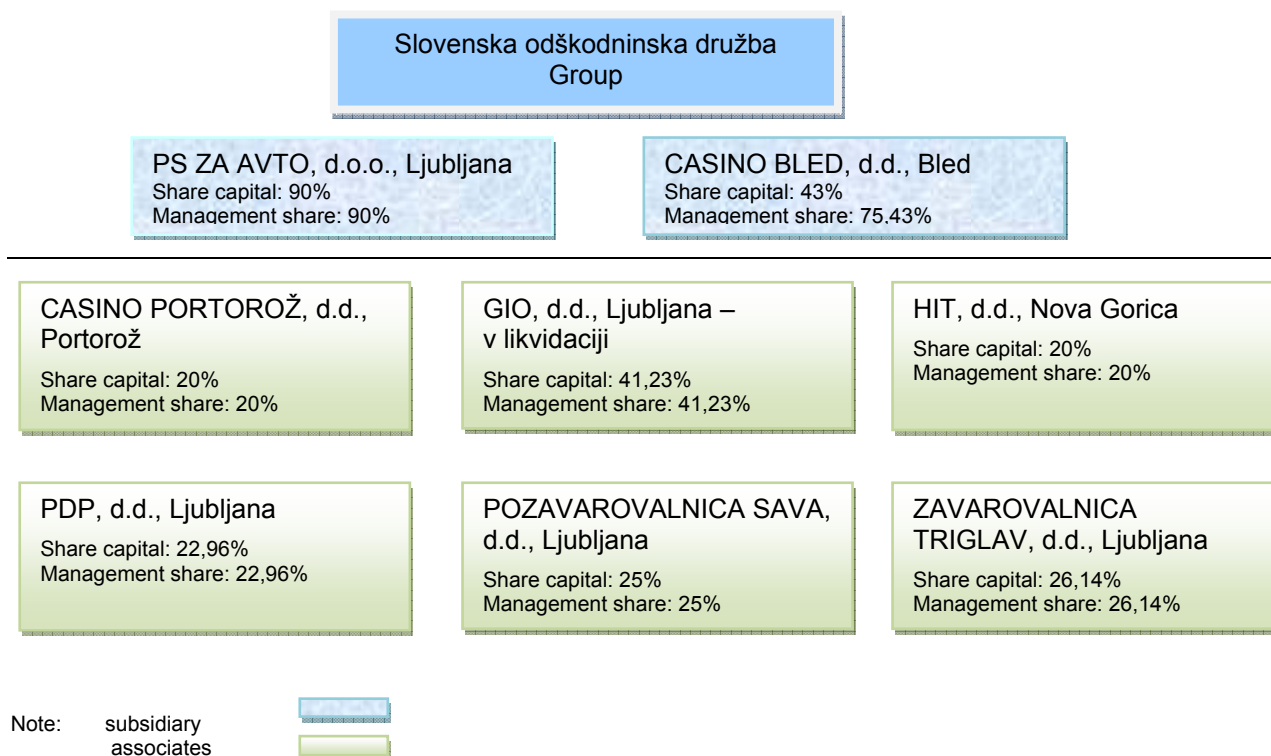 Slovenska odškodninska družba
Group
PS ZA AVTO, d.o.o., Ljubljana
Share capital: 90%
Management share: 90%
CASINO BLED, d.d., Bled
Share capital: 43%
Management share: 75,43%
CASINO PORTOROŽ, d.d.,
Portorož
Share capital: 20%
Management share: 20%
GIO, d.d., Ljubljana –
v likvidaciji
Share capital: 41,23%
Management share: 41,23%
HIT, d.d., Nova Gorica
Share capital: 20%
Management share: 20%
PDP, d.d., Ljubljana
Share capital: 22,96%
Management share: 22,96%
POZAVAROVALNICA SAVA,
d.d., Ljubljana
Share capital: 25%
Management share: 25%
ZAVAROVALNICA
TRIGLAV, d.d., Ljubljana
Share capital: 26,14%
Management share: 26,14%
Note: subsidiary
associates